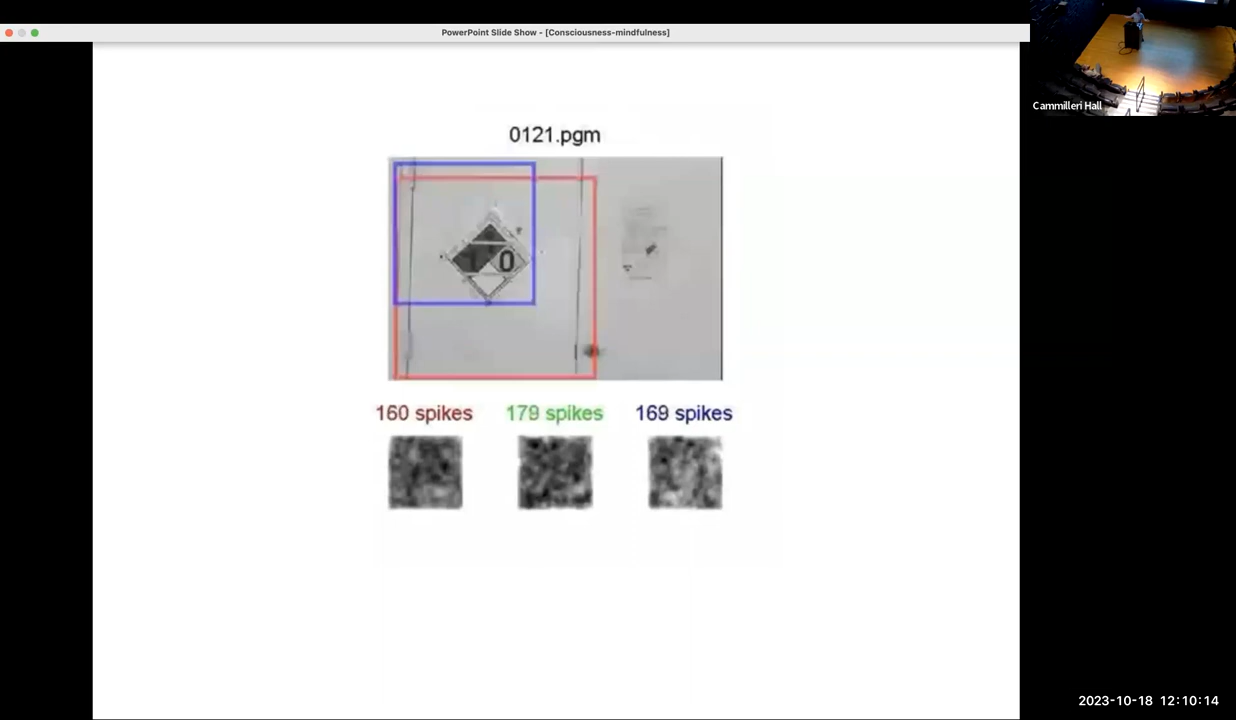 PowerPoint Slide Show - [Consciousness-mindfulness]
Cammilleri Hall
0121.pgm
0
160 spikes 179 spikes 169 spikes
2023-10-18 12:10:14